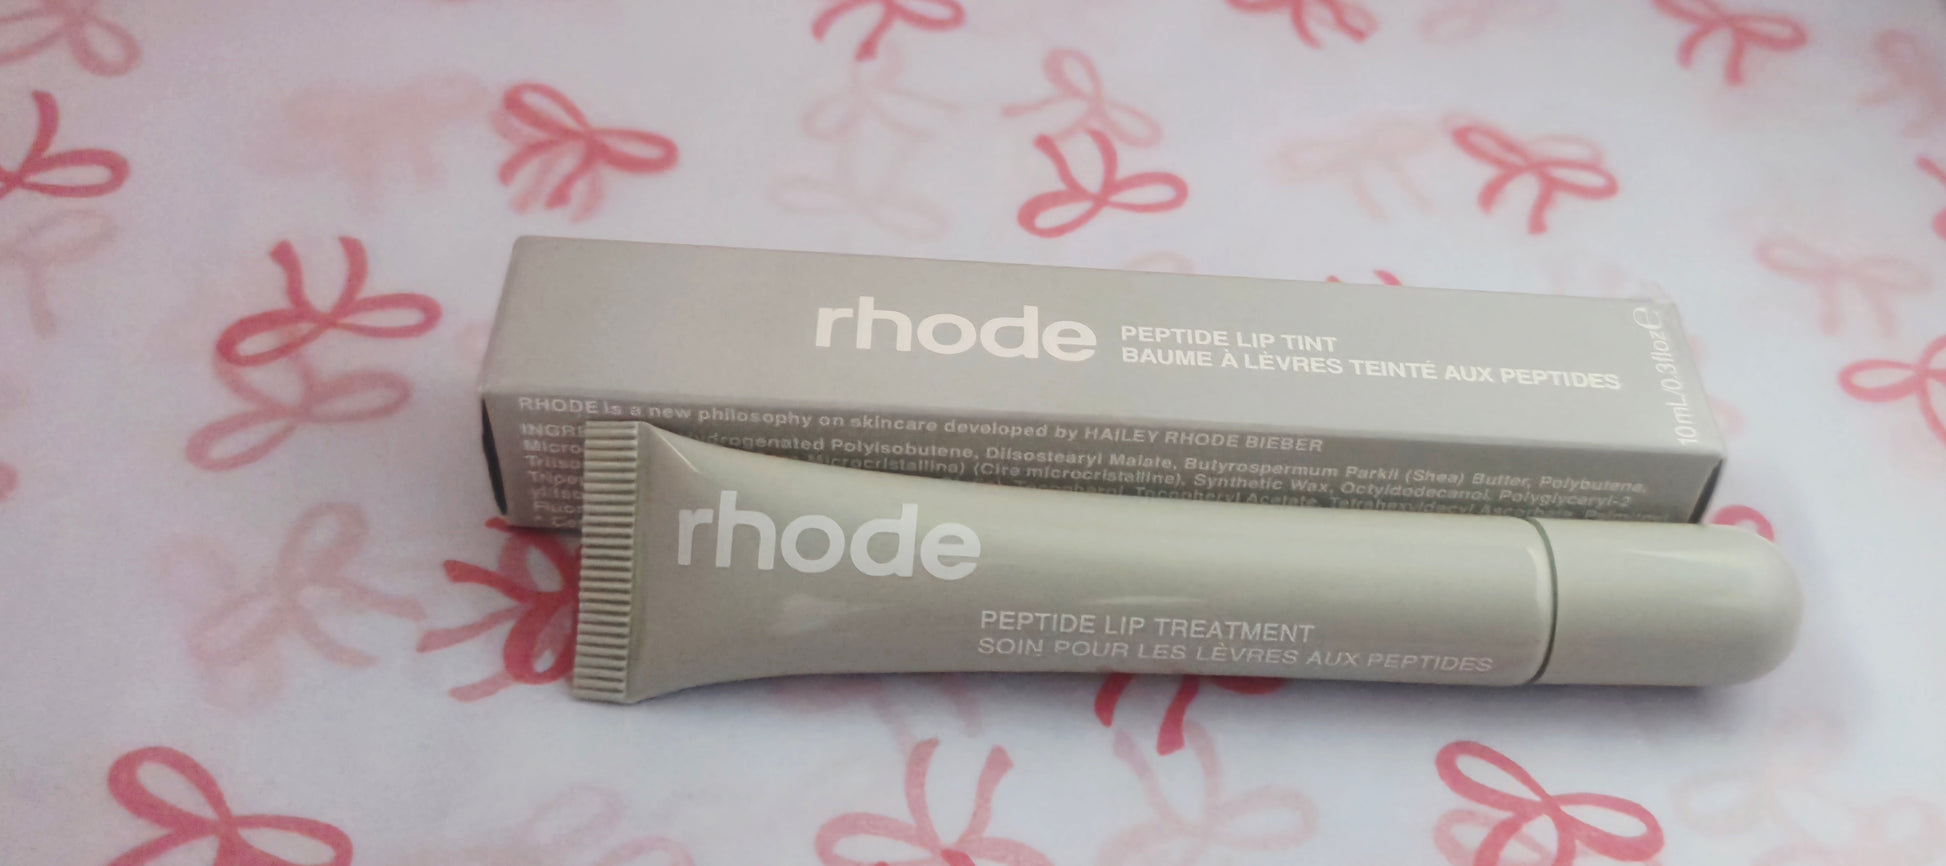 rhode
PEPTIDE LIP TINT
BAUME À LÈVRES TEINTÉ AUX PEPTIDES
10mL/0.3floz℮
RHODE is a new philosophy on skincare developed by HAILEY RHODE BIEBER
Polyisobutene, Diisostearyl Malate, Butyrospermum Parkii (Shea) Butter, Polybutene,
Micro Microcristallina) (Cire microcristalline), Synthetic Wax, Octyldodecanol, Polyglyceryl-2
Tocopherol, Tocopheryl Acetate, Tetrahexyldecyl Ascorbate,
rhode
PEPTIDE LIP TREATMENT
SOIN POUR LES LÈVRES AUX PEPTIDES